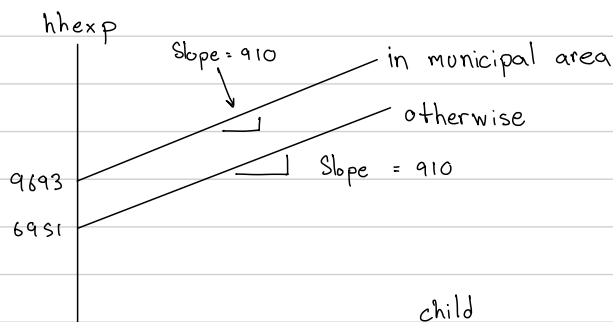 hhexp
Slope = 910
in municipal area
otherwise
Slope = 910
9693
6951
child